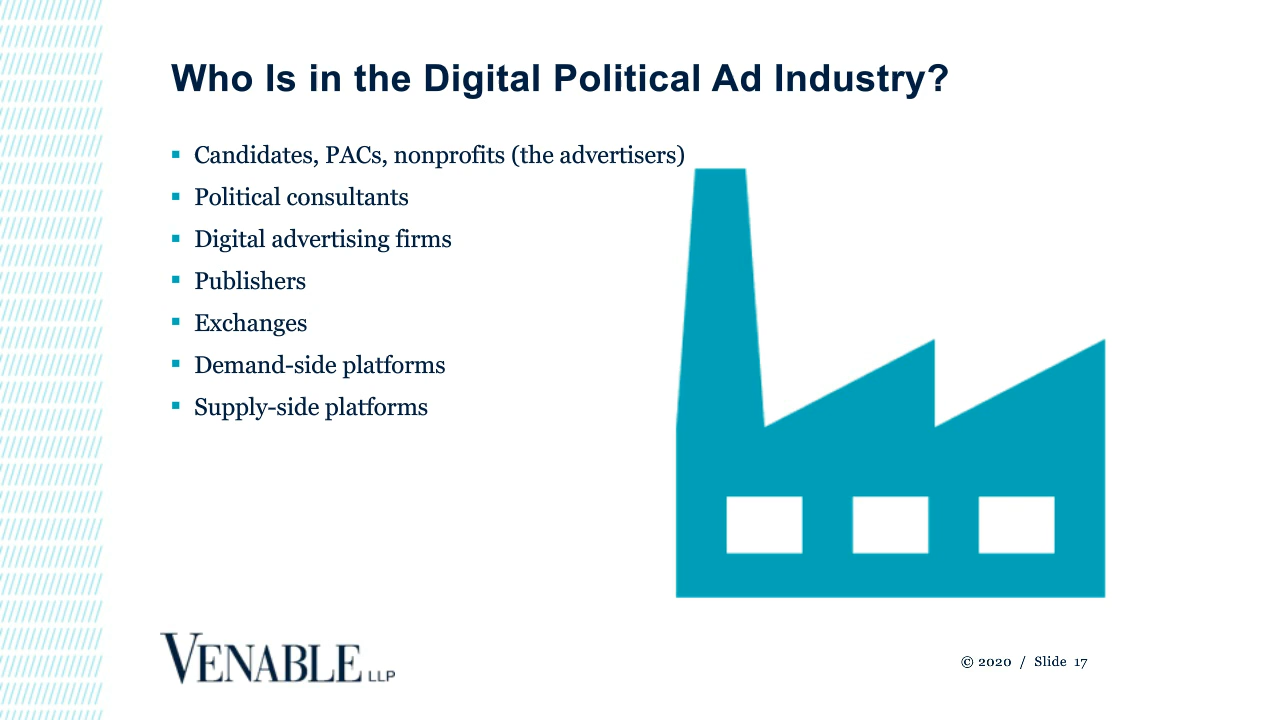 Who Is in the Digital Political Ad Industry?
▪ Candidates, PACs, nonprofits (the advertisers)
▪ Political consultants
▪ Digital advertising firms
▪ Publishers
▪ Exchanges
▪ Demand-side platforms
▪ Supply-side platforms
VENABLE LLP
© 2020 / Slide 17